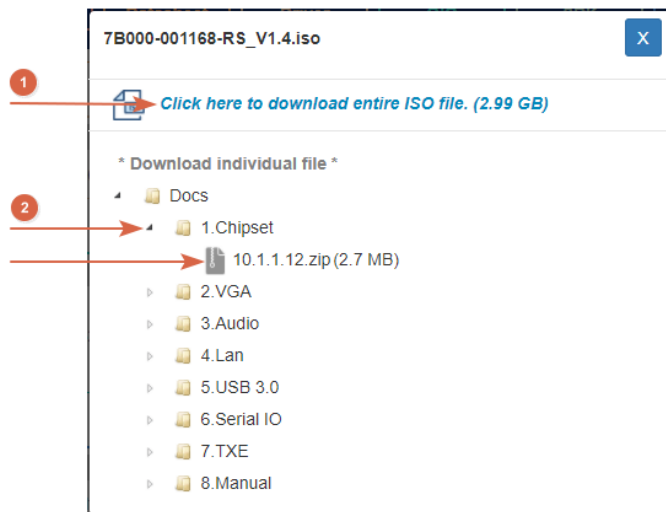 7B000-001168-RS_V1.4.iso
X
1
Click here to download entire ISO file. (2.99 GB)
* Download individual file *
Docs
2
1.Chipset
10.1.1.12.zip (2.7 MB)
2.VGA
3.Audio
4.Lan
5.USB 3.0
6.Serial IO
7.TXE
8.Manual